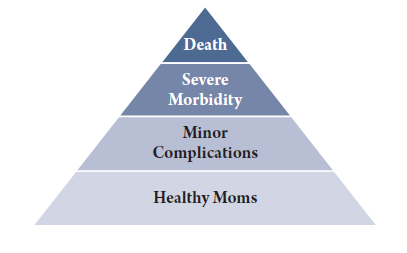 Death
Severe
Morbidity
Minor
Complications
Healthy Moms